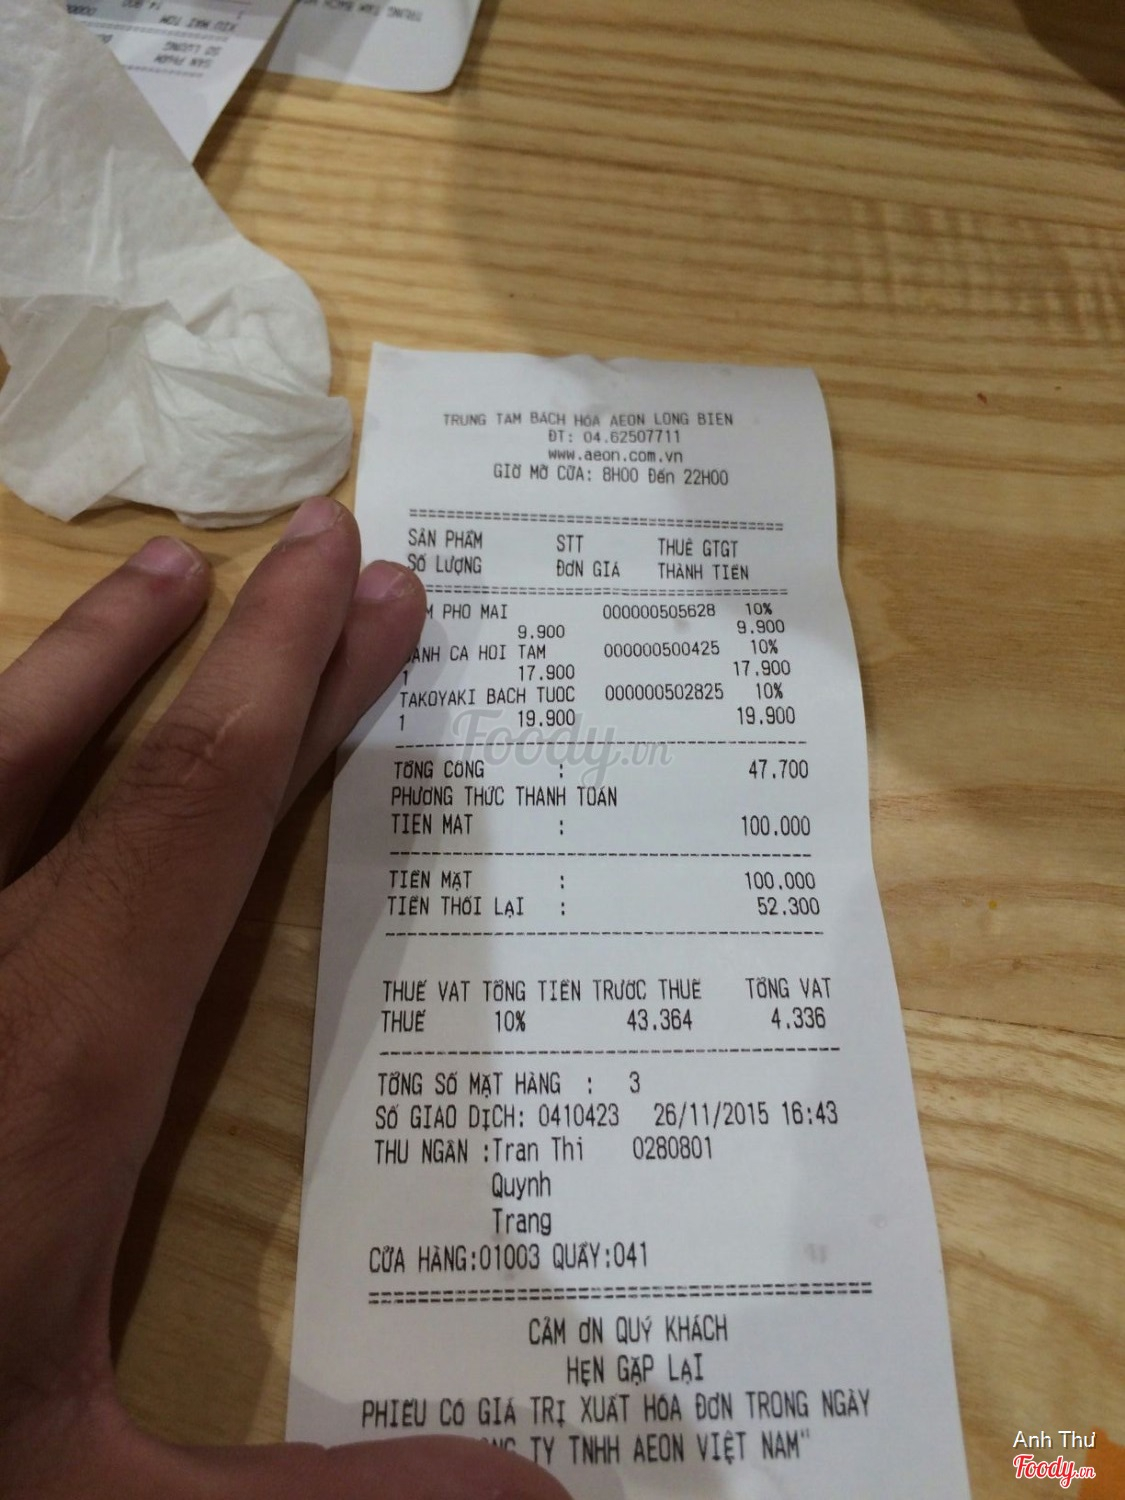 TRUNG TAM BACH HÓA AEON LONG BIEN
ĐT: 04.62507711
www.aeon.com.vn
GIỜ MỞ CỬA: 8H00 Đến 22H00
SẢN PHẨM STT THUẾ GTGT
SỐ LƯỢNG ĐƠN GIÁ THÀNH TIỀN
PHO MAI 000000505628 10%
9.900 9.900
CA HOI TAM 000000500425 10%
1 17.900 17.900
TAKOYAKI BACH TUOC 000000502825 10%
1 19.900 19.900
TỔNG CỘNG : 47.700
PHƯƠNG THỨC THANH TOÁN
TIEN MAT : 100.000
TIỀN MẶT : 100.000
TIỀN THỐI LẠI : 52.300
THUẾ VAT TỔNG TIỀN TRƯỚC THUẾ TỔNG VAT
THUẾ 10% 43.364 4.336
TỔNG SỐ MẶT HÀNG : 3
SỐ GIAO DỊCH: 0410423 26/11/2015 16:43
THU NGÂN :Tran Thi 0280801
Quynh
Trang
CỬA HÀNG:01003 QUẦY:041
CẢM ƠN QUÝ KHÁCH
HẸN GẶP LẠI
PHIẾU CÓ GIÁ TRỊ XUẤT HÓA ĐƠN TRONG NGÀY
TY TNHH AEON VIỆT NAM"
Foody.vn
Anh Thư
Foody.vn